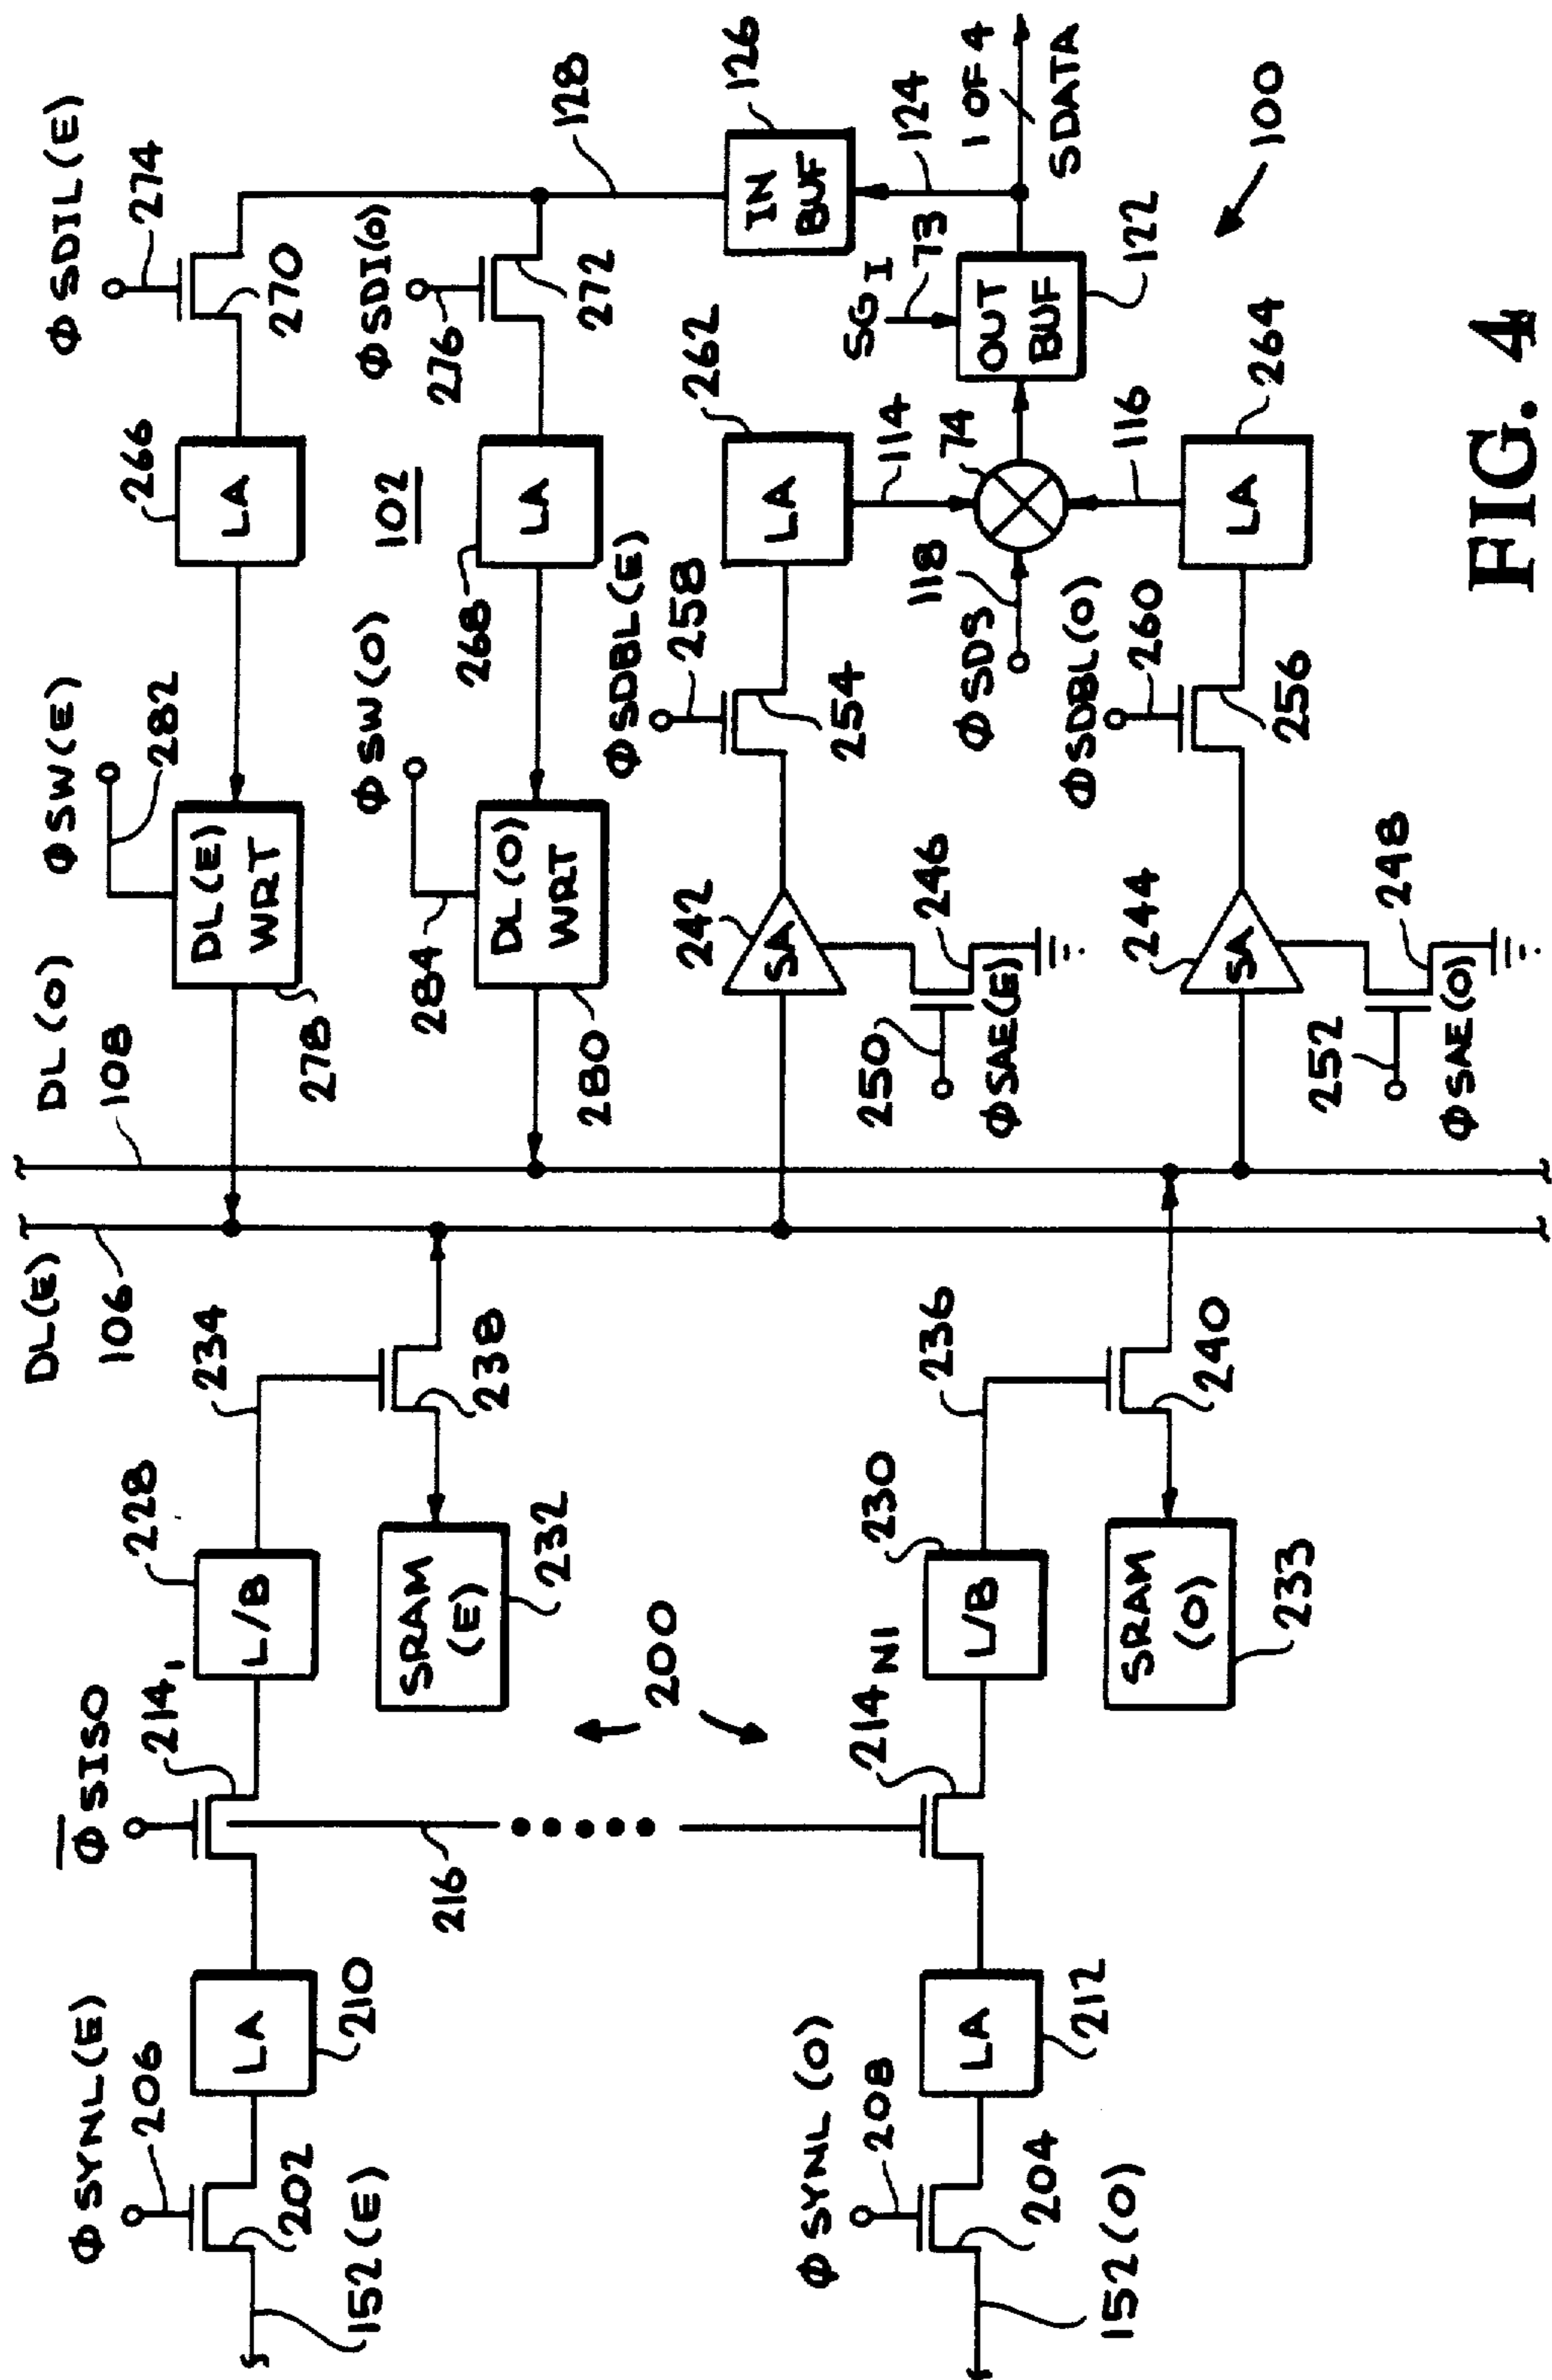 ΦSYNL(E)
206
202
152(E)
LA
210
Φ̅SISO
214₁
216
L/B
228
234
SRAM
(E)
232
238
200
ΦSYNL(O)
208
204
152(O)
LA
212
214 N1
L/B
230
236
SRAM
(O)
233
240
DL(E)
106
DL(O)
108
ΦSW(E)
282
DL(E)
WRT
278
LA
266
ΦSDIL(E)
274
270
ΦSW(O)
284
DL(O)
WRT
280
102
LA
268
ΦSDI(O)
276
272
128
IN
BUF
126
ΦSDBL(E)
258
242
SA
246
250
ΦSAE(E)
254
LA
262
114
ΦSDS
118
74
SG I
73
OUT
BUF
122
124
1 OF 4
SDATA
116
ΦSDBL(O)
260
244
SA
248
252
ΦSAE(O)
256
LA
264
100
FIG. 4